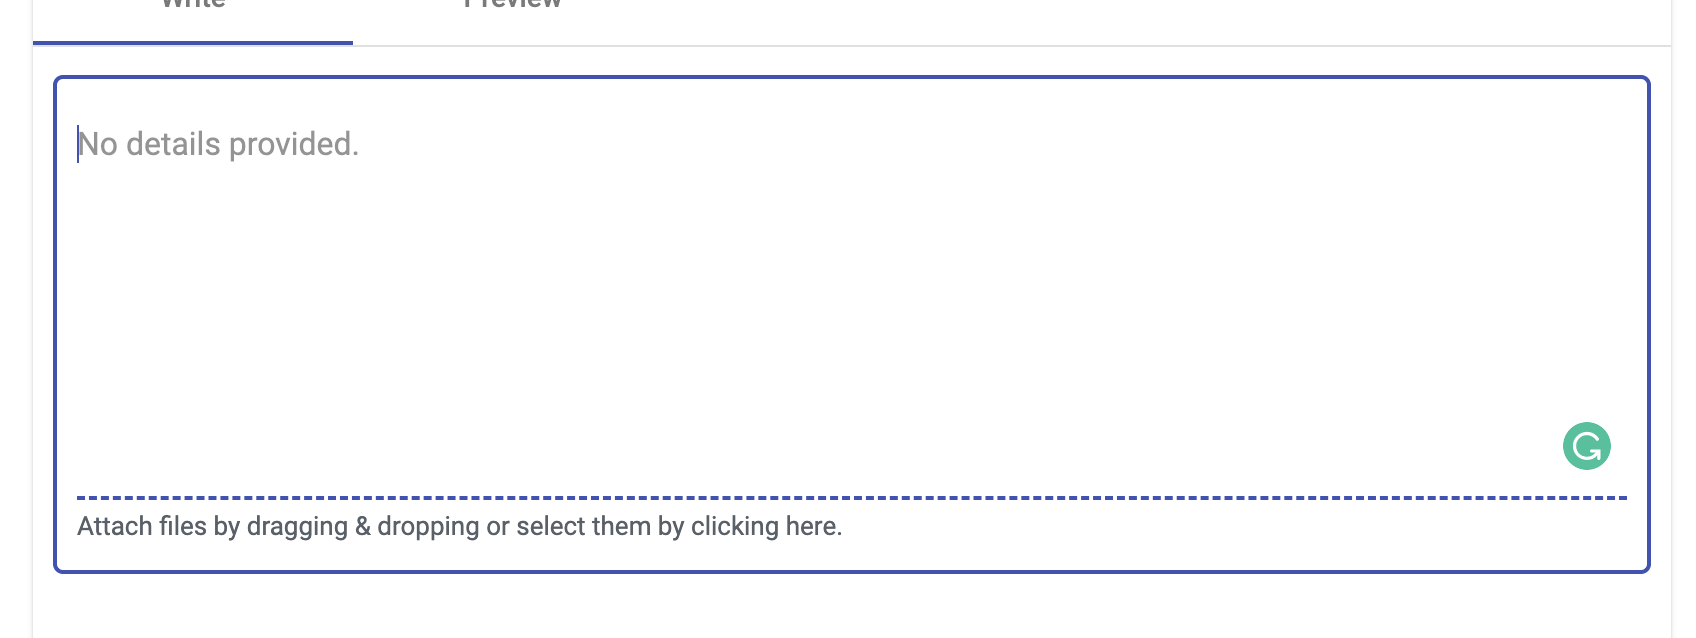 Write Preview
No details provided.
Attach files by dragging & dropping or select them by clicking here.